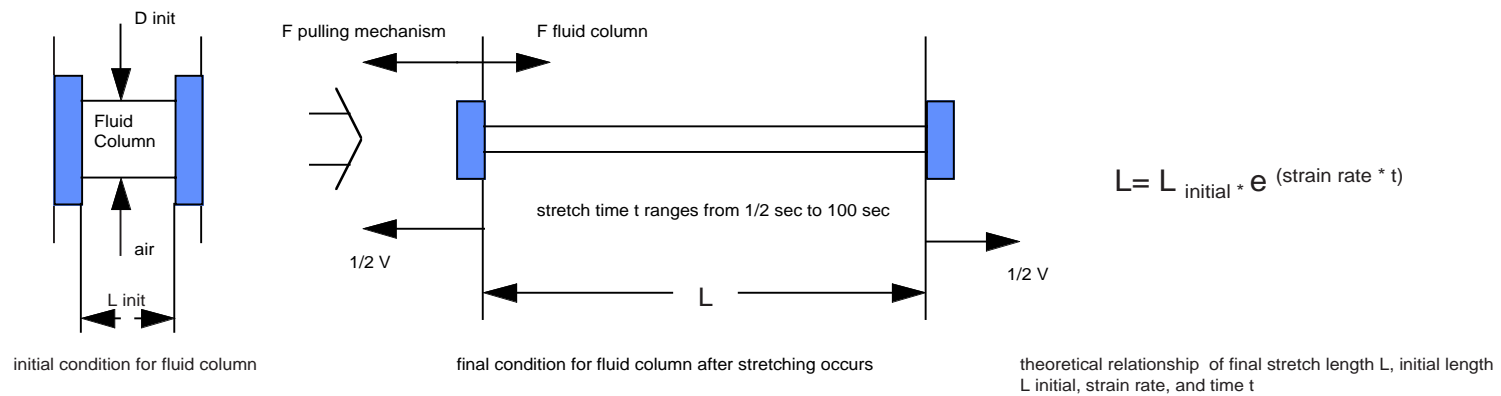 D init
F pulling mechanism
F fluid column
Fluid
Column
L= L initial * e (strain rate * t)
stretch time t ranges from 1/2 sec to 100 sec
air
1/2 V
1/2 V
L init
L
initial condition for fluid column
final condition for fluid column after stretching occurs
theoretical relationship of final stretch length L, initial length
L initial, strain rate, and time t